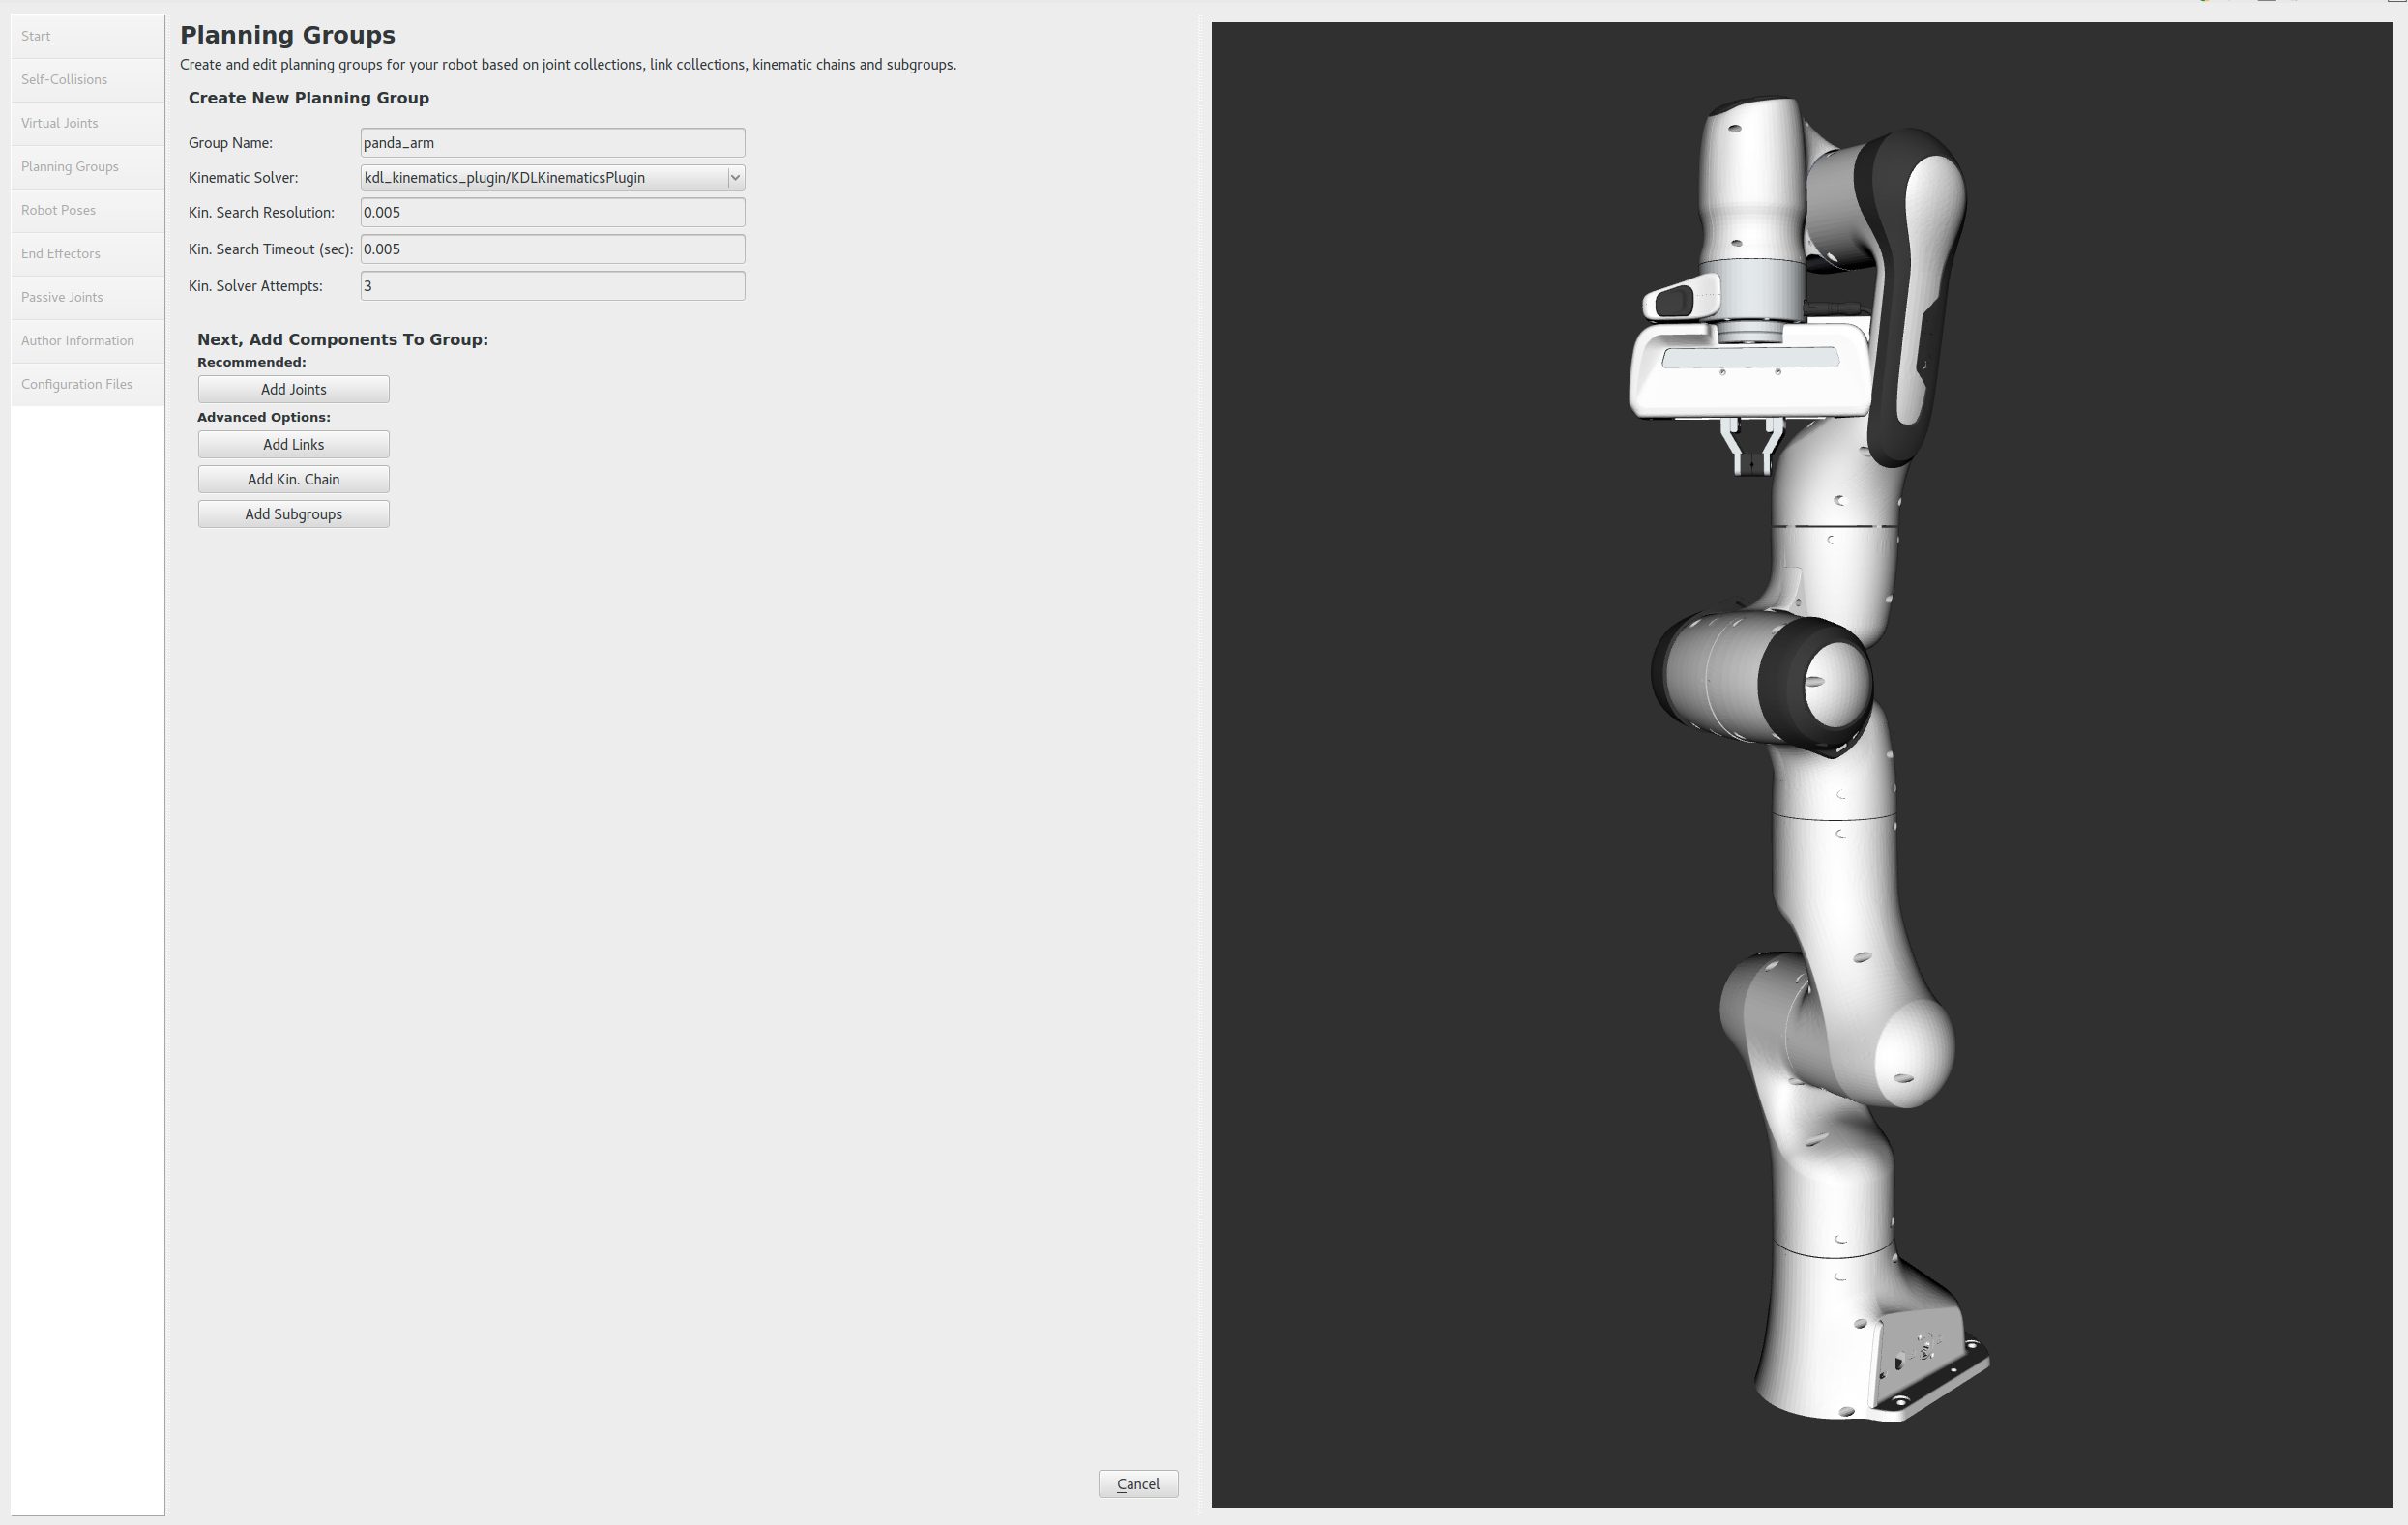 Start
Self-Collisions
Virtual Joints
Planning Groups
Robot Poses
End Effectors
Passive Joints
Author Information
Configuration Files
Planning Groups
Create and edit planning groups for your robot based on joint collections, link collections, kinematic chains and subgroups.
Create New Planning Group
Group Name: panda_arm
Kinematic Solver: kdl_kinematics_plugin/KDLKinematicsPlugin
Kin. Search Resolution: 0.005
Kin. Search Timeout (sec): 0.005
Kin. Solver Attempts: 3
Next, Add Components To Group:
Recommended:
Add Joints
Advanced Options:
Add Links
Add Kin. Chain
Add Subgroups
Cancel